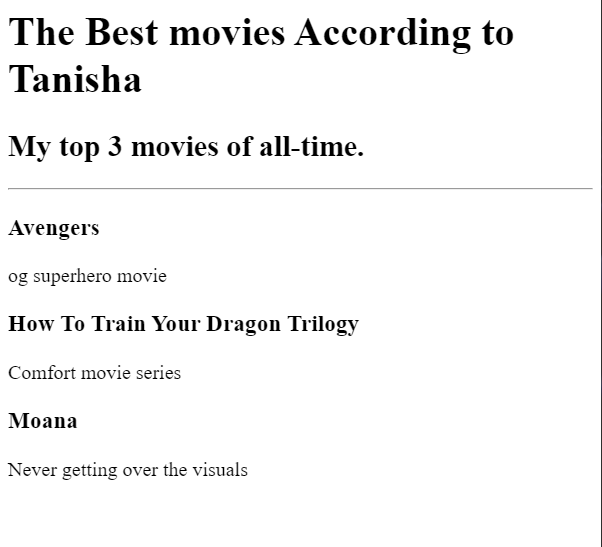 The Best movies According to
Tanisha
My top 3 movies of all-time.
Avengers
og superhero movie
How To Train Your Dragon Trilogy
Comfort movie series
Moana
Never getting over the visuals